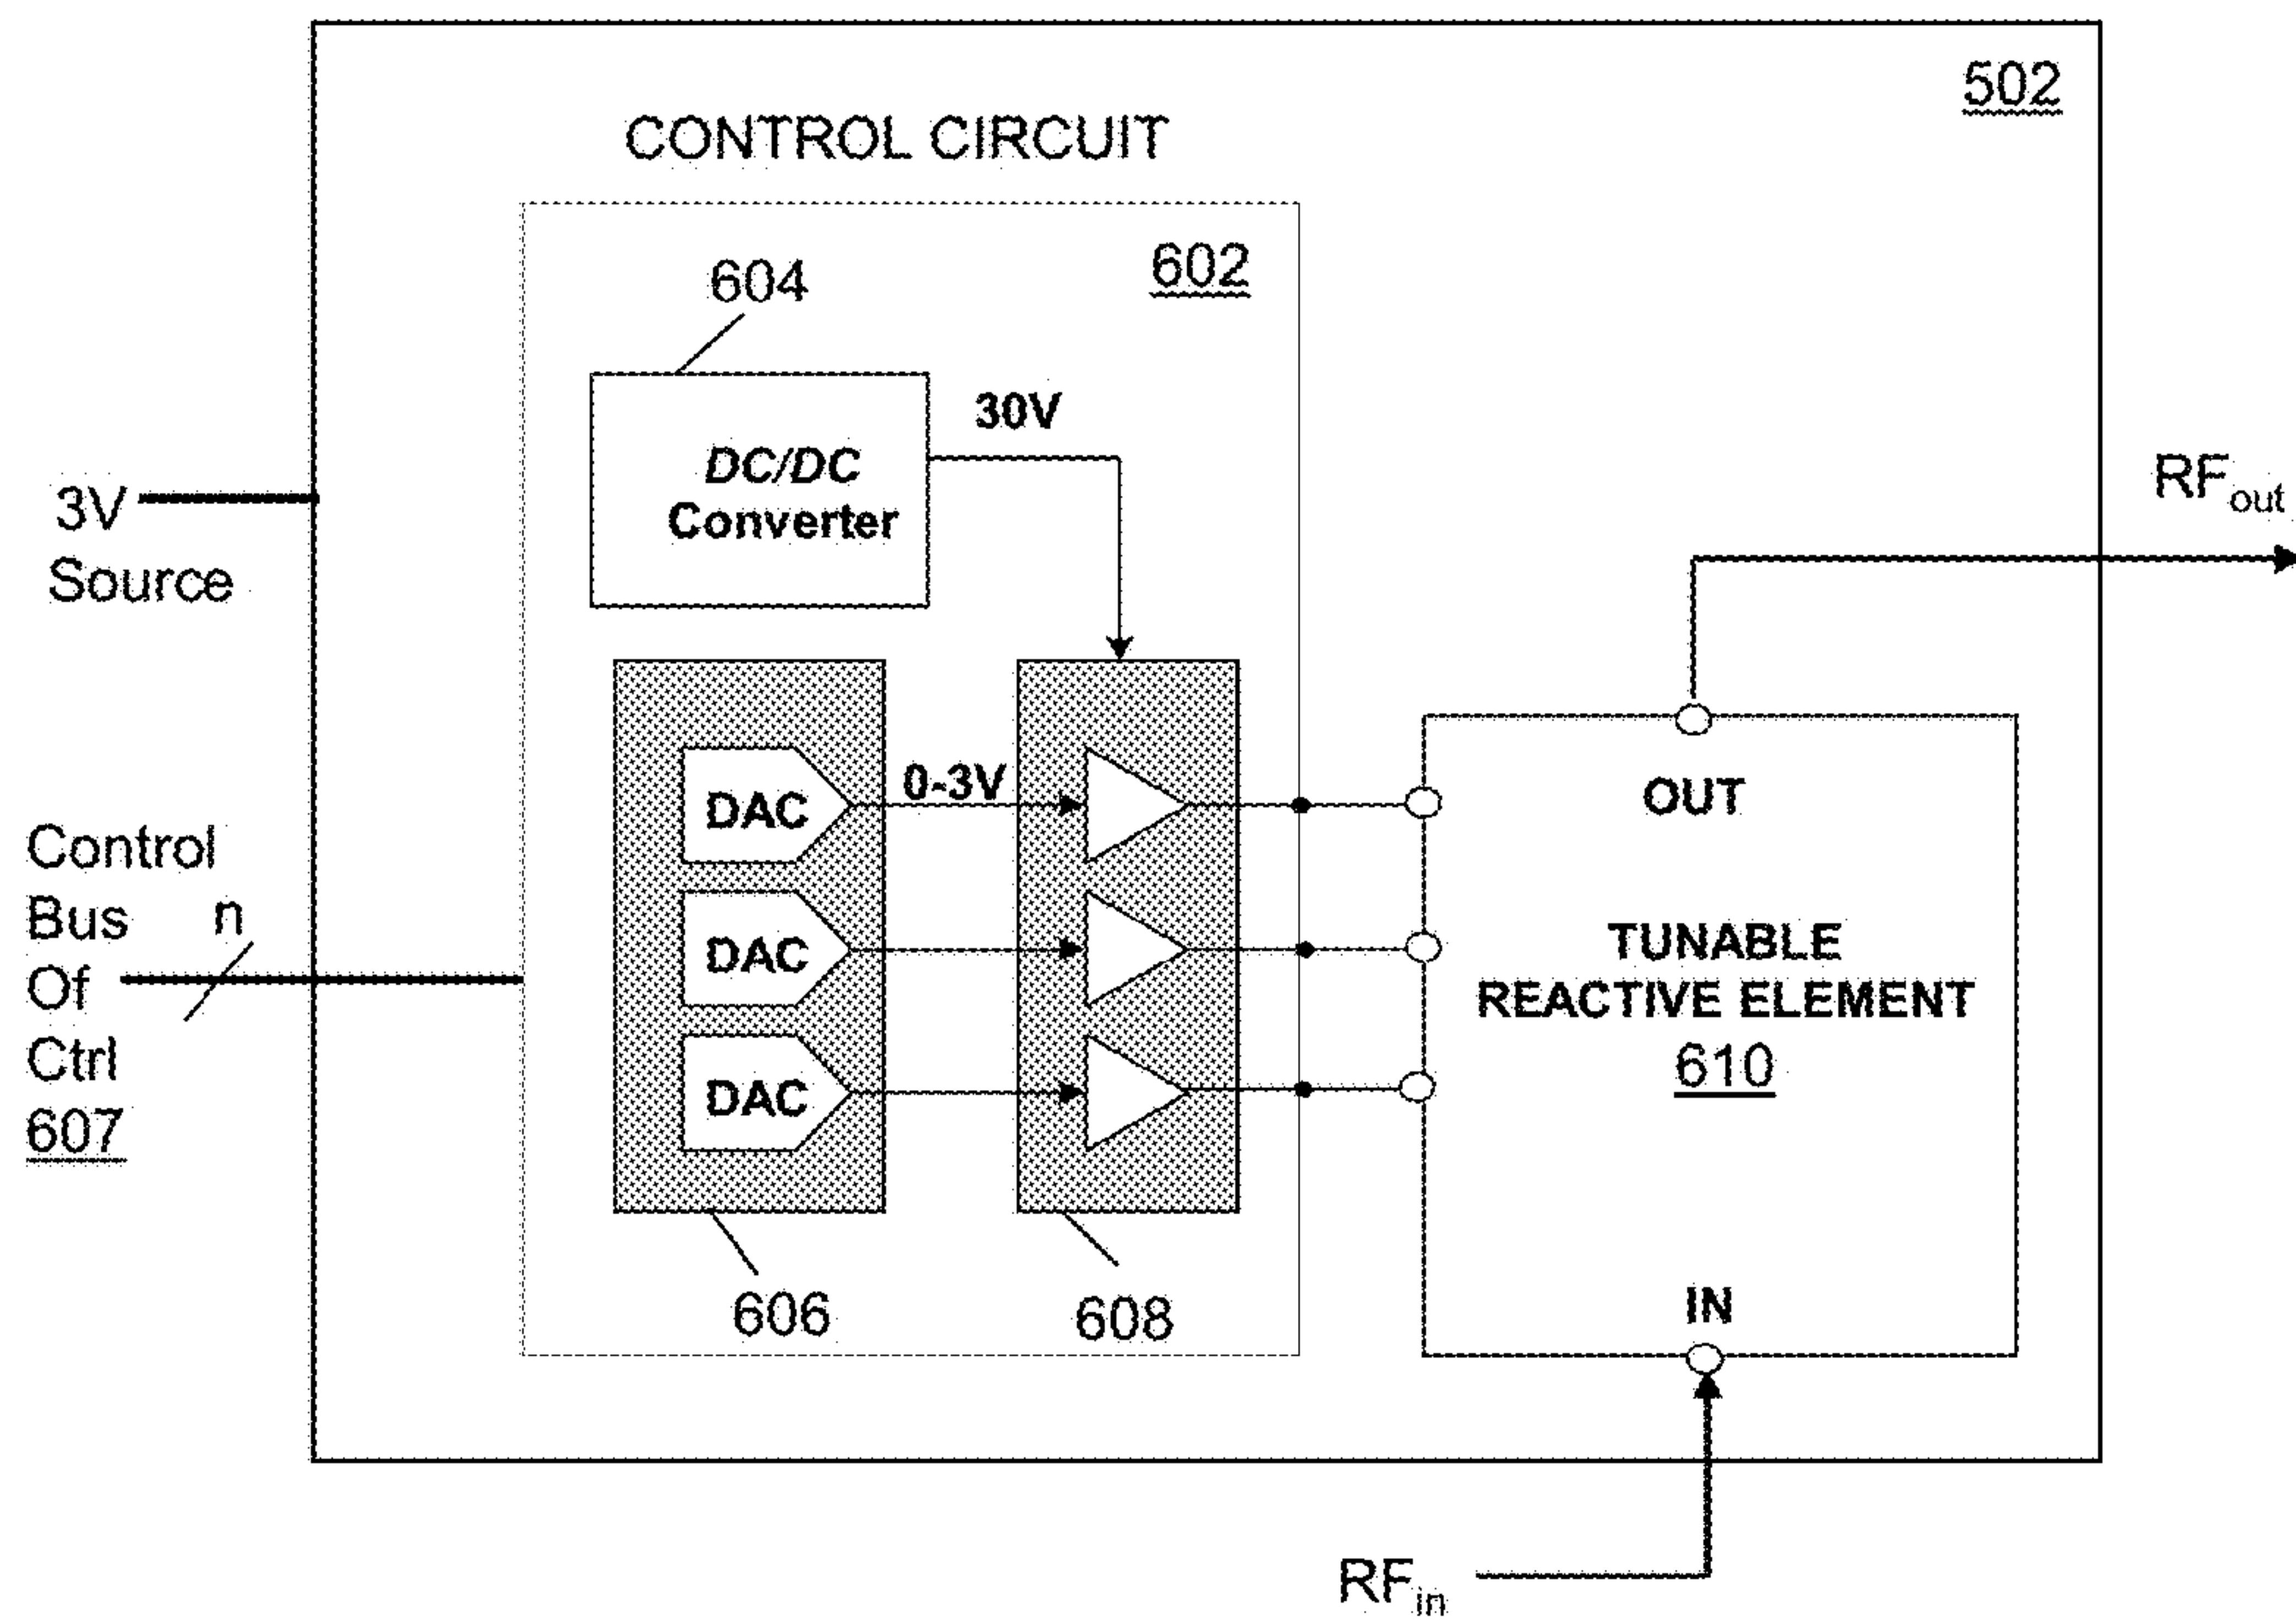 502
CONTROL CIRCUIT
602
604
30V
DC/DC
Converter
3V
Source
RFout
0-3V
DAC
DAC
DAC
OUT
Control
Bus
n
Of
Ctrl
607
TUNABLE
REACTIVE ELEMENT
610
IN
606
608
RFin